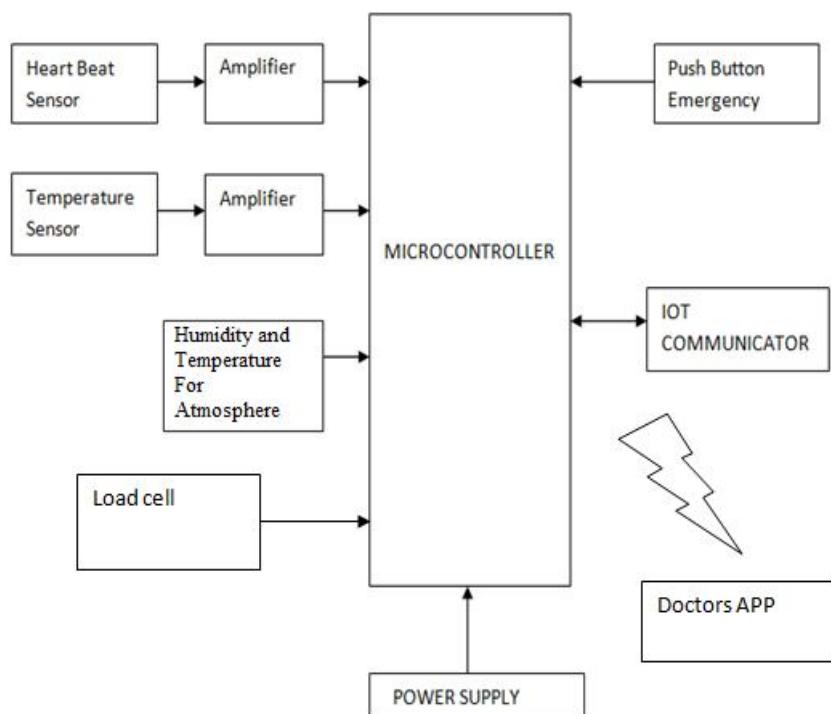 Heart Beat
Sensor
Amplifier
Push Button
Emergency
Temperature
Sensor
Amplifier
MICROCONTROLLER
Humidity and
Temperature
For
Atmosphere
IOT
COMMUNICATOR
Load cell
Doctors APP
POWER SUPPLY